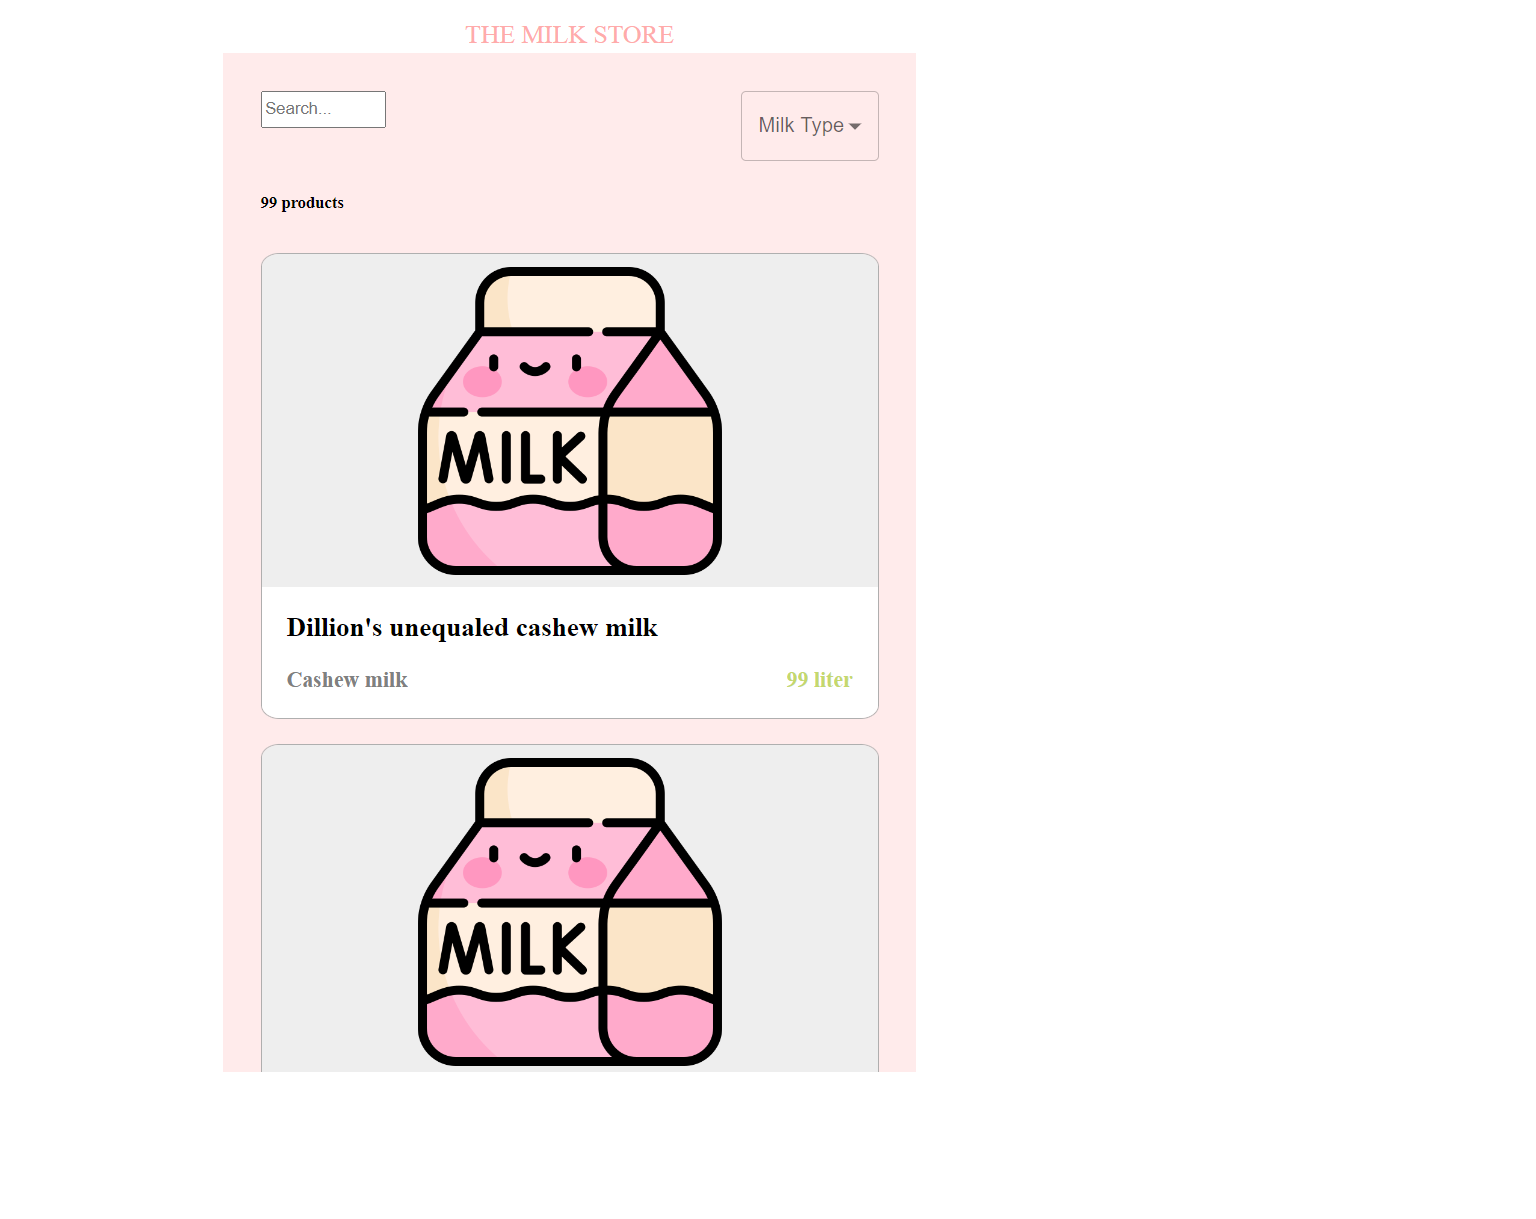 THE MILK STORE
Search...
Milk Type
99 products
MILK
Dillion's unequaled cashew milk
Cashew milk
99 liter
MILK